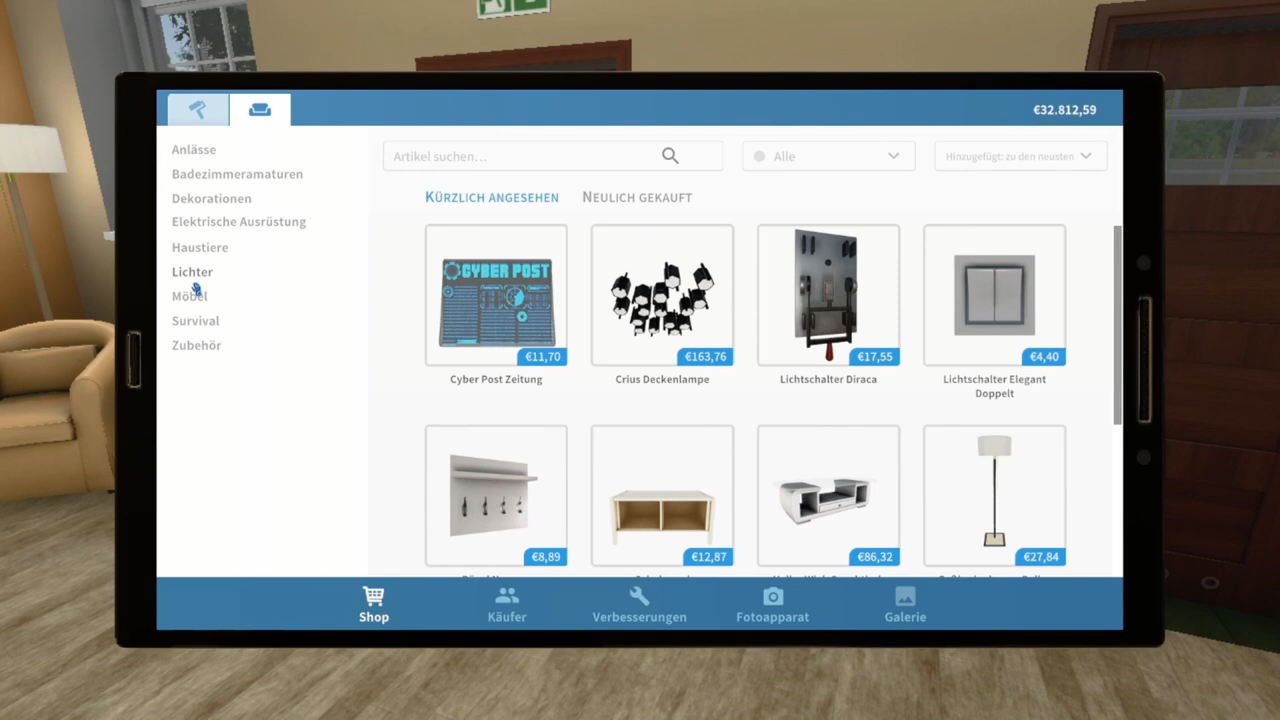 €32.812,59
Anlässe
Badezimmeramaturen
Dekorationen
Elektrische Ausrüstung
Haustiere
Lichter
Möbel
Survival
Zubehör
Artikel suchen...
Alle
Hinzugefügt: zu den neusten
KÜRZLICH ANGESEHEN
NEULICH GEKAUFT
CYBER POST
€11,70
€163,76
€17,55
€4,40
Cyber Post Zeitung
Crius Deckenlampe
Lichtschalter Diraca
Lichtschalter Elegant
Doppelt
€8,89
€12,87
€86,32
€27,84
Shop
Käufer
Verbesserungen
Fotoapparat
Galerie